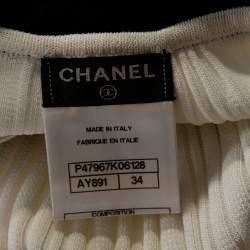 CHANEL
MADE IN ITALY
FABRIQUE EN ITALIE
P47967K06128
AY891 34
COMPOSITION